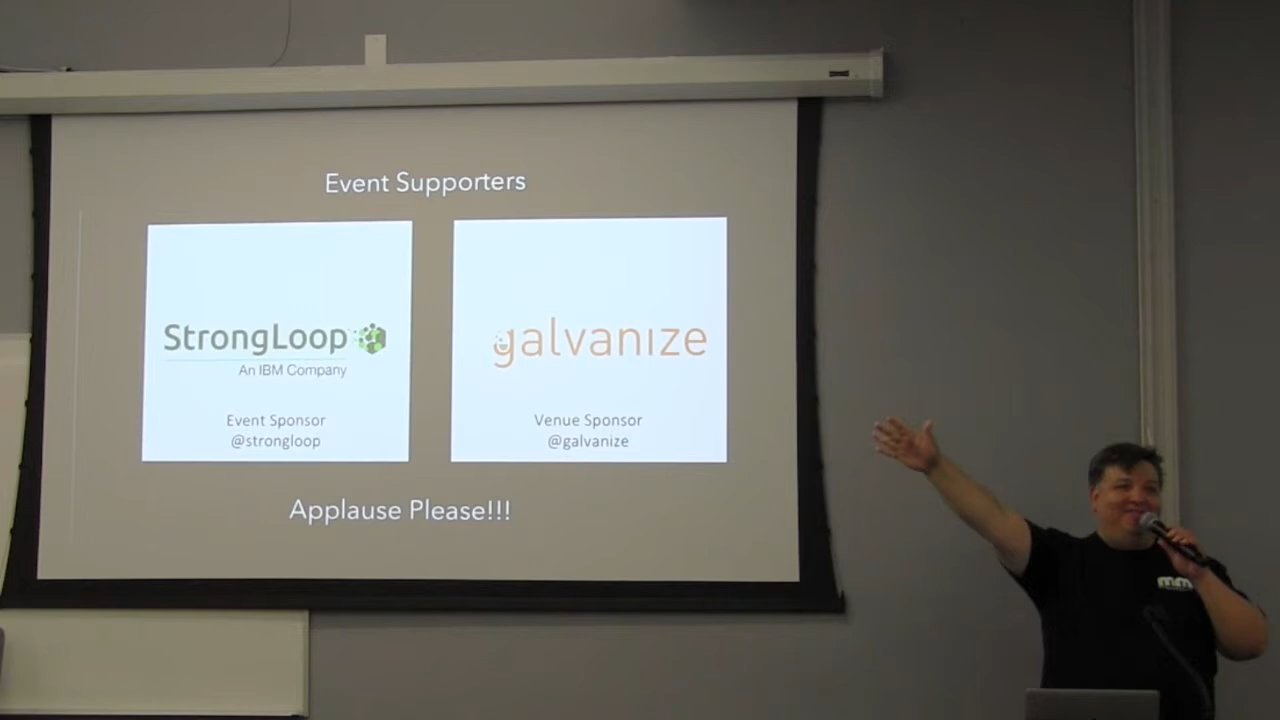 Event Supporters
StrongLoop
An IBM Company
Event Sponsor
@strongloop
galvanize
Venue Sponsor
@galvanize
Applause Please!!!